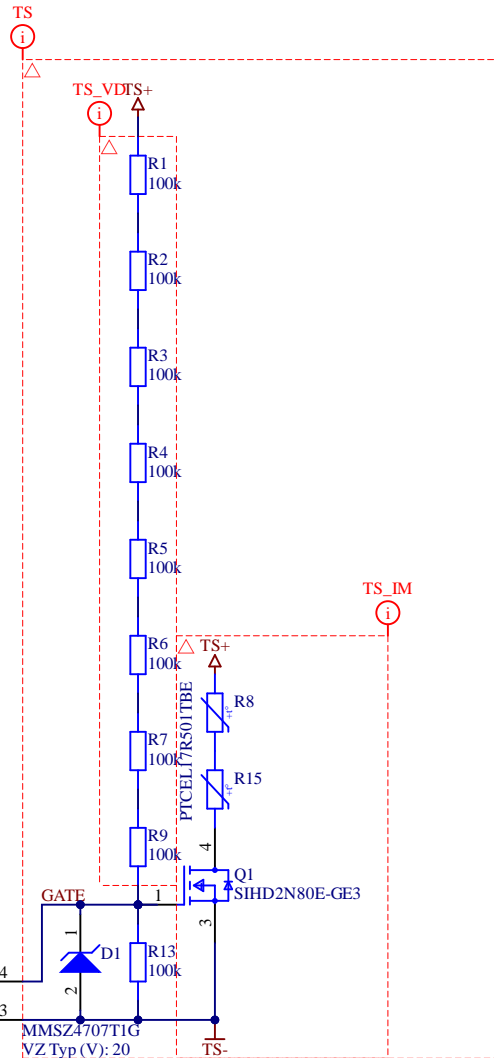 TS
i
TS_VD
TS+
i
R1
100k
R2
100k
R3
100k
R4
100k
R5
100k
TS_IM
i
R6
100k
TS+
PTCEL17R501TBE
R8
+t°
R7
100k
R15
+t°
R9
100k
4
Q1
SIHD2N80E-GE3
GATE
1
3
1
D1
R13
100k
4
2
3
MMSZ4707T1G
VZ Typ (V): 20
TS-